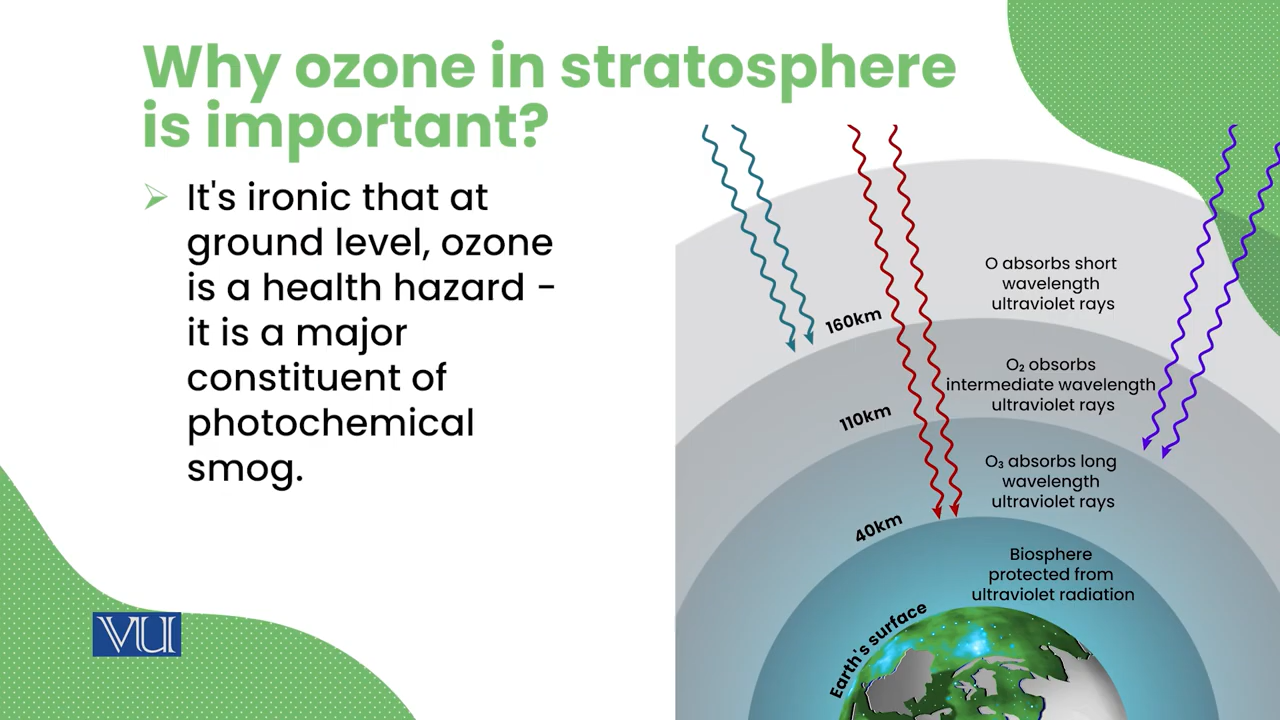 Why ozone in stratosphere
is important?
It's ironic that at
ground level, ozone
is a health hazard -
it is a major
constituent of
photochemical
smog.
O absorbs short
wavelength
ultraviolet rays
160km
O₂ obsorbs
intermediate wavelength
ultraviolet rays
110km
O₃ absorbs long
wavelength
ultraviolet rays
40km
Biosphere
protected from
ultraviolet radiation
Earth's surface
VU